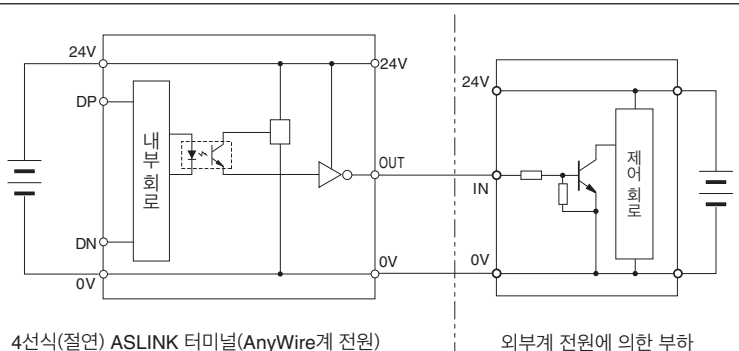 24V
24V
24V
DP
내부 회로
OUT
제어 회로
IN
DN
0V
0V
0V
4선식(절연) ASLINK 터미널(AnyWire계 전원)
외부계 전원에 의한 부하